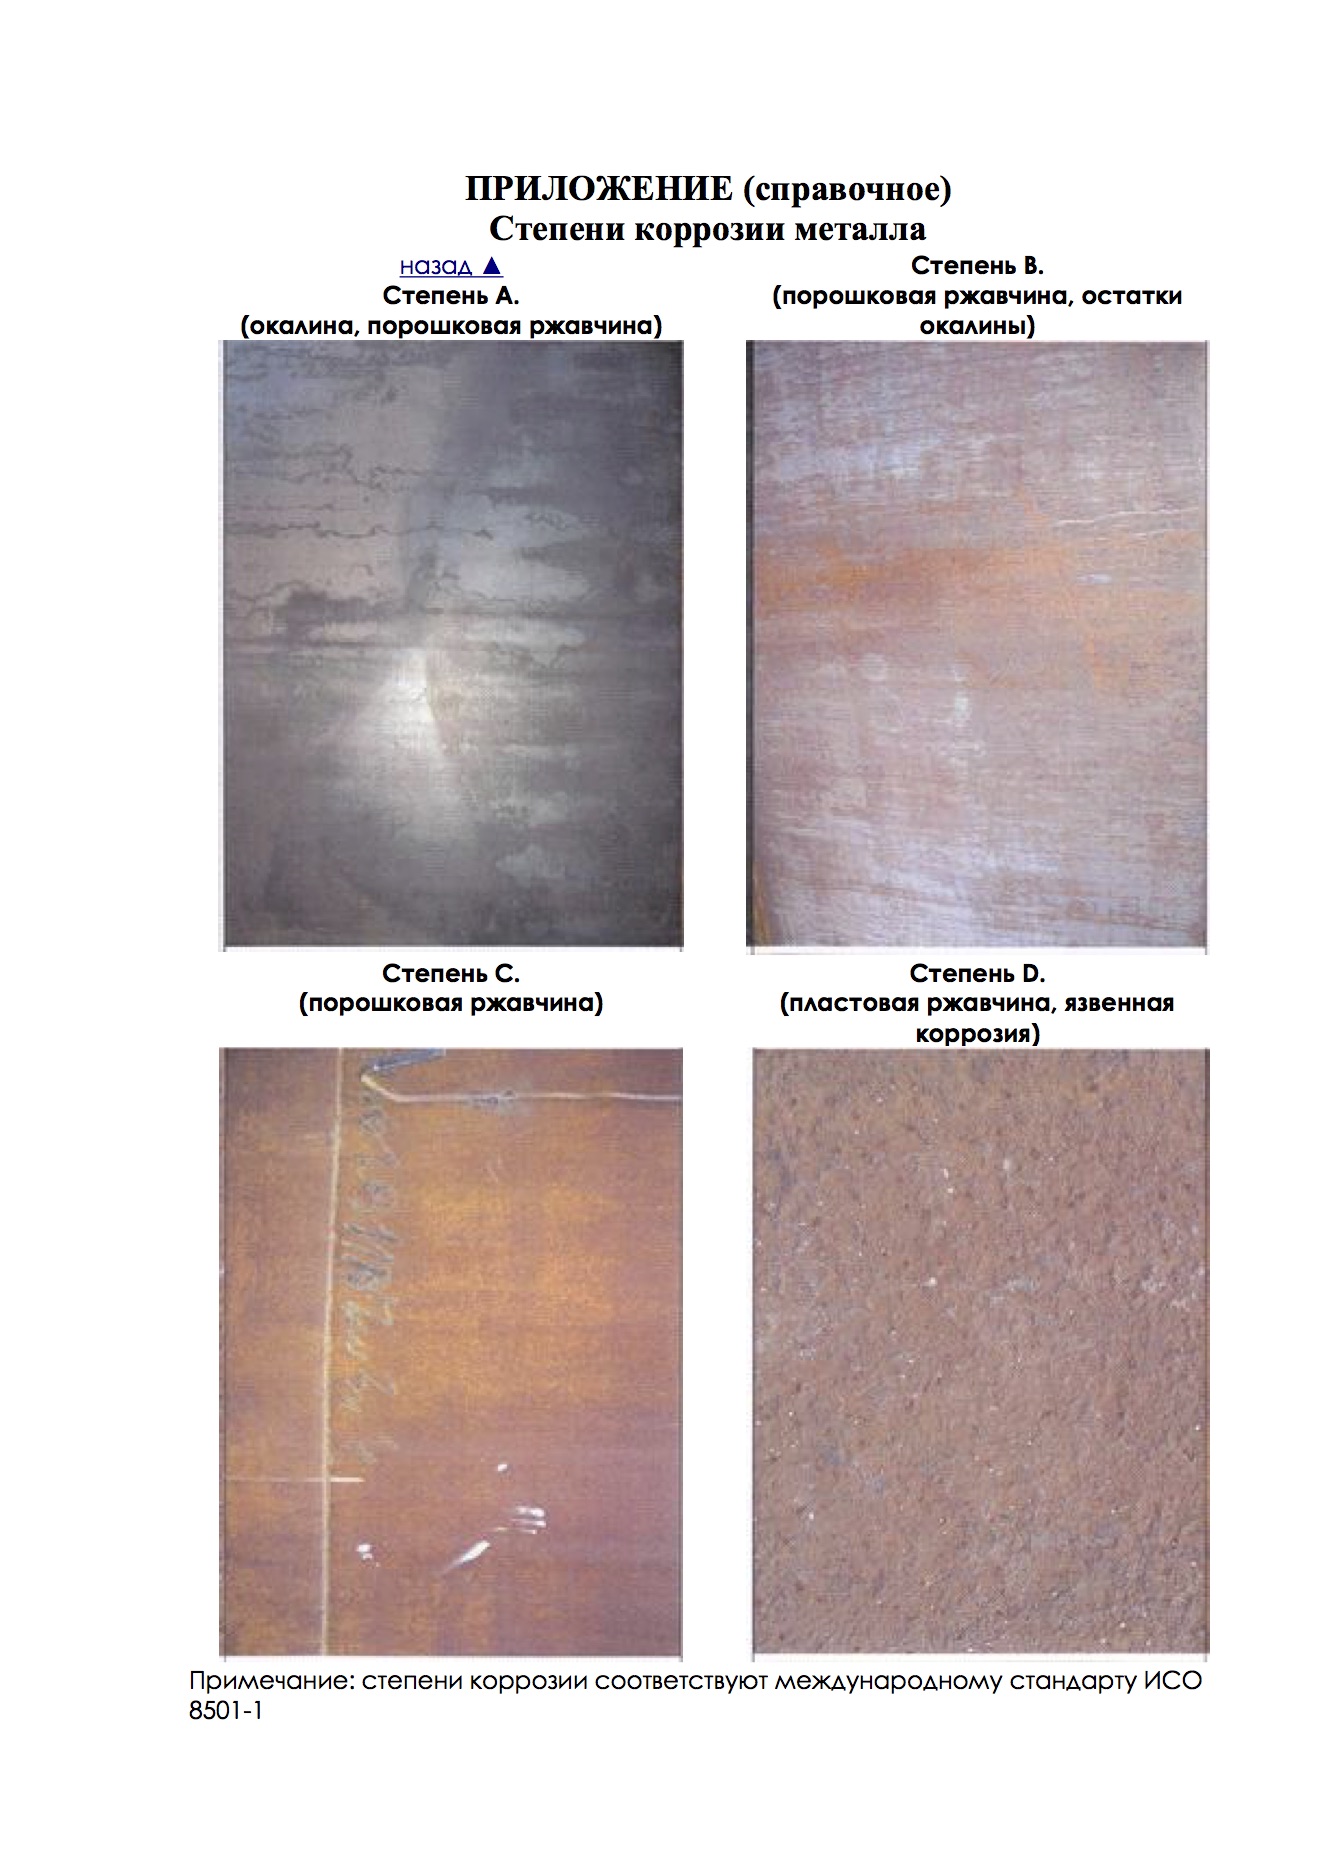 ПРИЛОЖЕНИЕ (справочное)
Степени коррозии металла
назад ▲
Степень A.
(окалина, порошковая ржавчина)
Степень B.
(порошковая ржавчина, остатки
окалины)
Степень C.
(порошковая ржавчина)
Степень D.
(пластовая ржавчина, язвенная
коррозия)
Примечание: степени коррозии соответствуют международному стандарту ИСО
8501-1